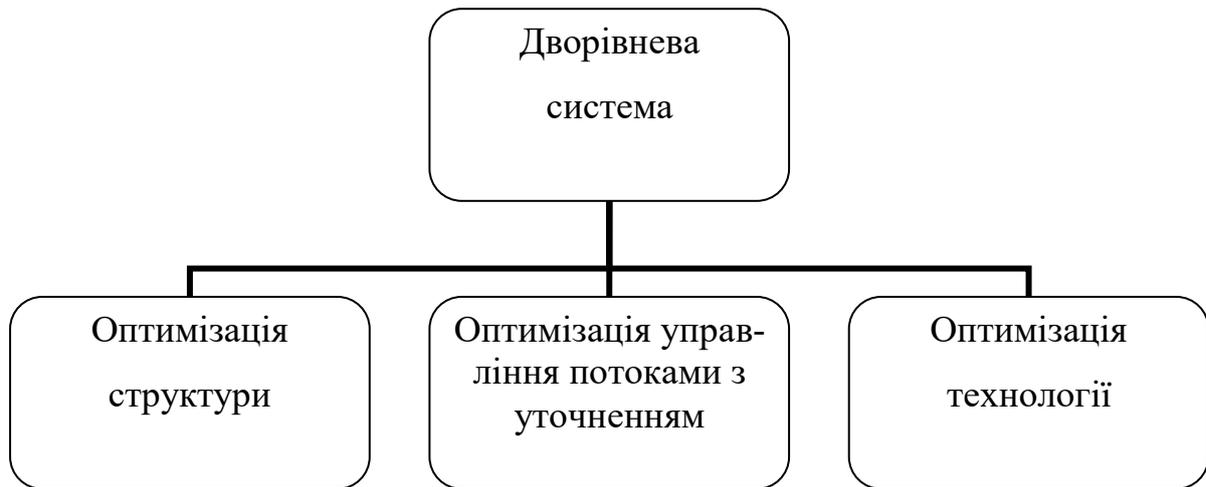 Дворівнева
система
Оптимізація
структури
Оптимізація управ-
ління потоками з
уточненням
Оптимізація
технології